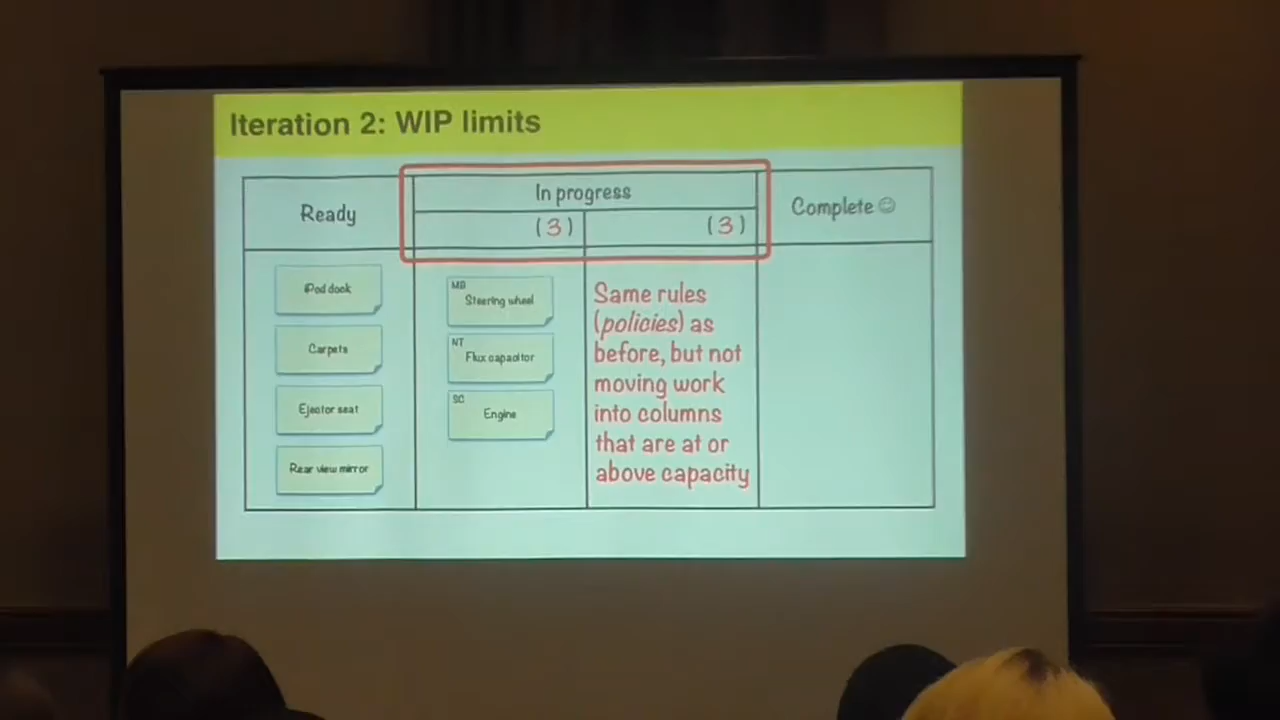 Iteration 2: WIP limits
Ready
In progress
(3)
(3)
Complete ☺
iPod dock
Carpets
Ejector seat
Rear view mirror
MB
Steering wheel
NT
Flux capacitor
SC
Engine
Same rules
(policies) as
before, but not
moving work
into columns
that are at or
above capacity